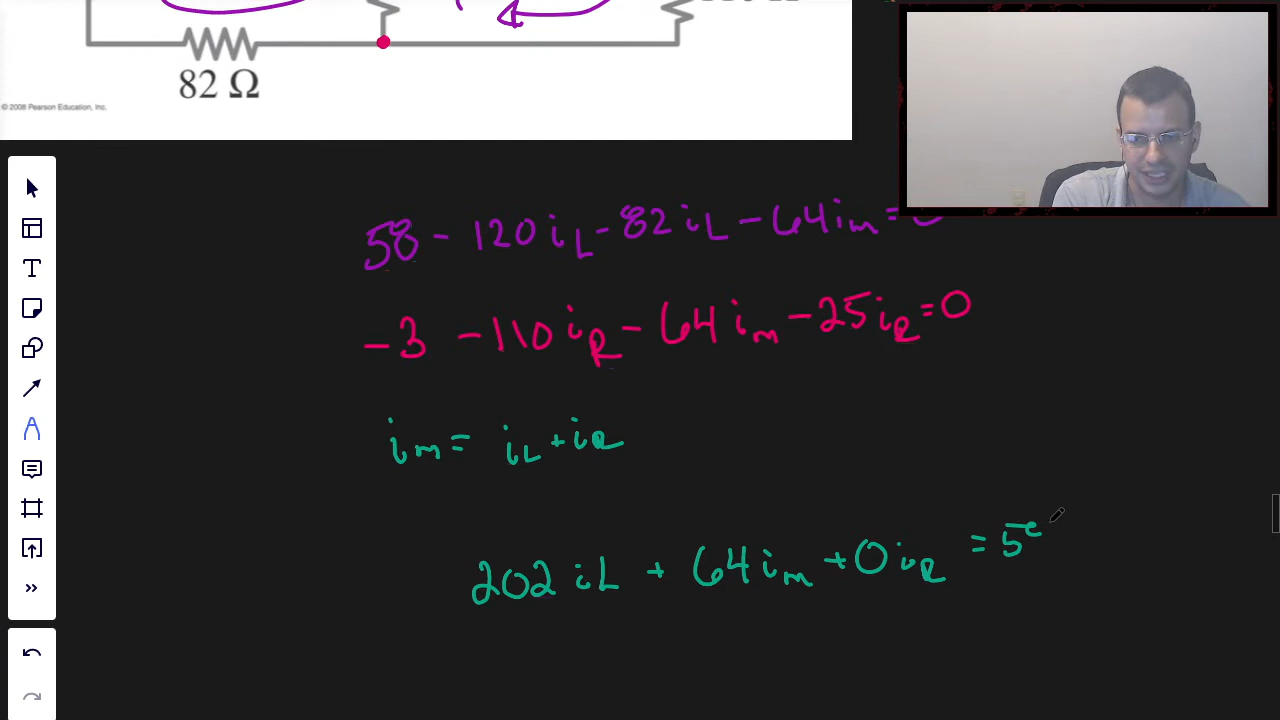 82 Ω
© 2008 Pearson Education, Inc.
58 - 120 iL - 82 iL - 64 im =
-3 - 110 iR - 64 im - 25 iR = 0
im = iL + iR
202 iL + 64 im + 0 iR = 5
T